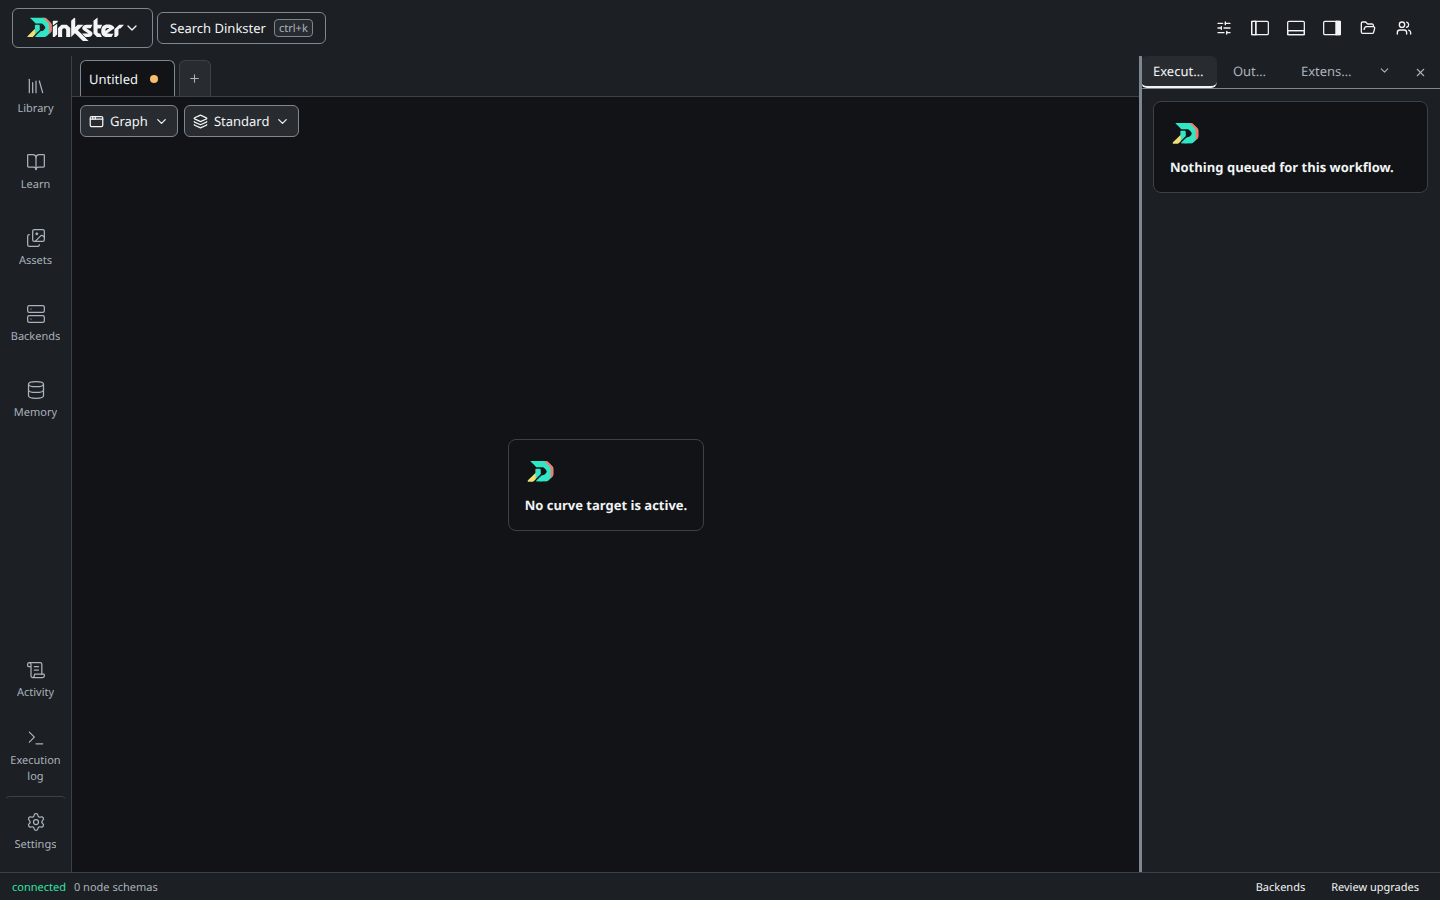 Dinkster
Search Dinkster ctrl+k
Library
Learn
Assets
Backends
Memory
Activity
Execution
log
Settings
Untitled
+
Graph
Standard
No curve target is active.
Execut...
Out...
Extens...
Nothing queued for this workflow.
connected 0 node schemas
Backends
Review upgrades